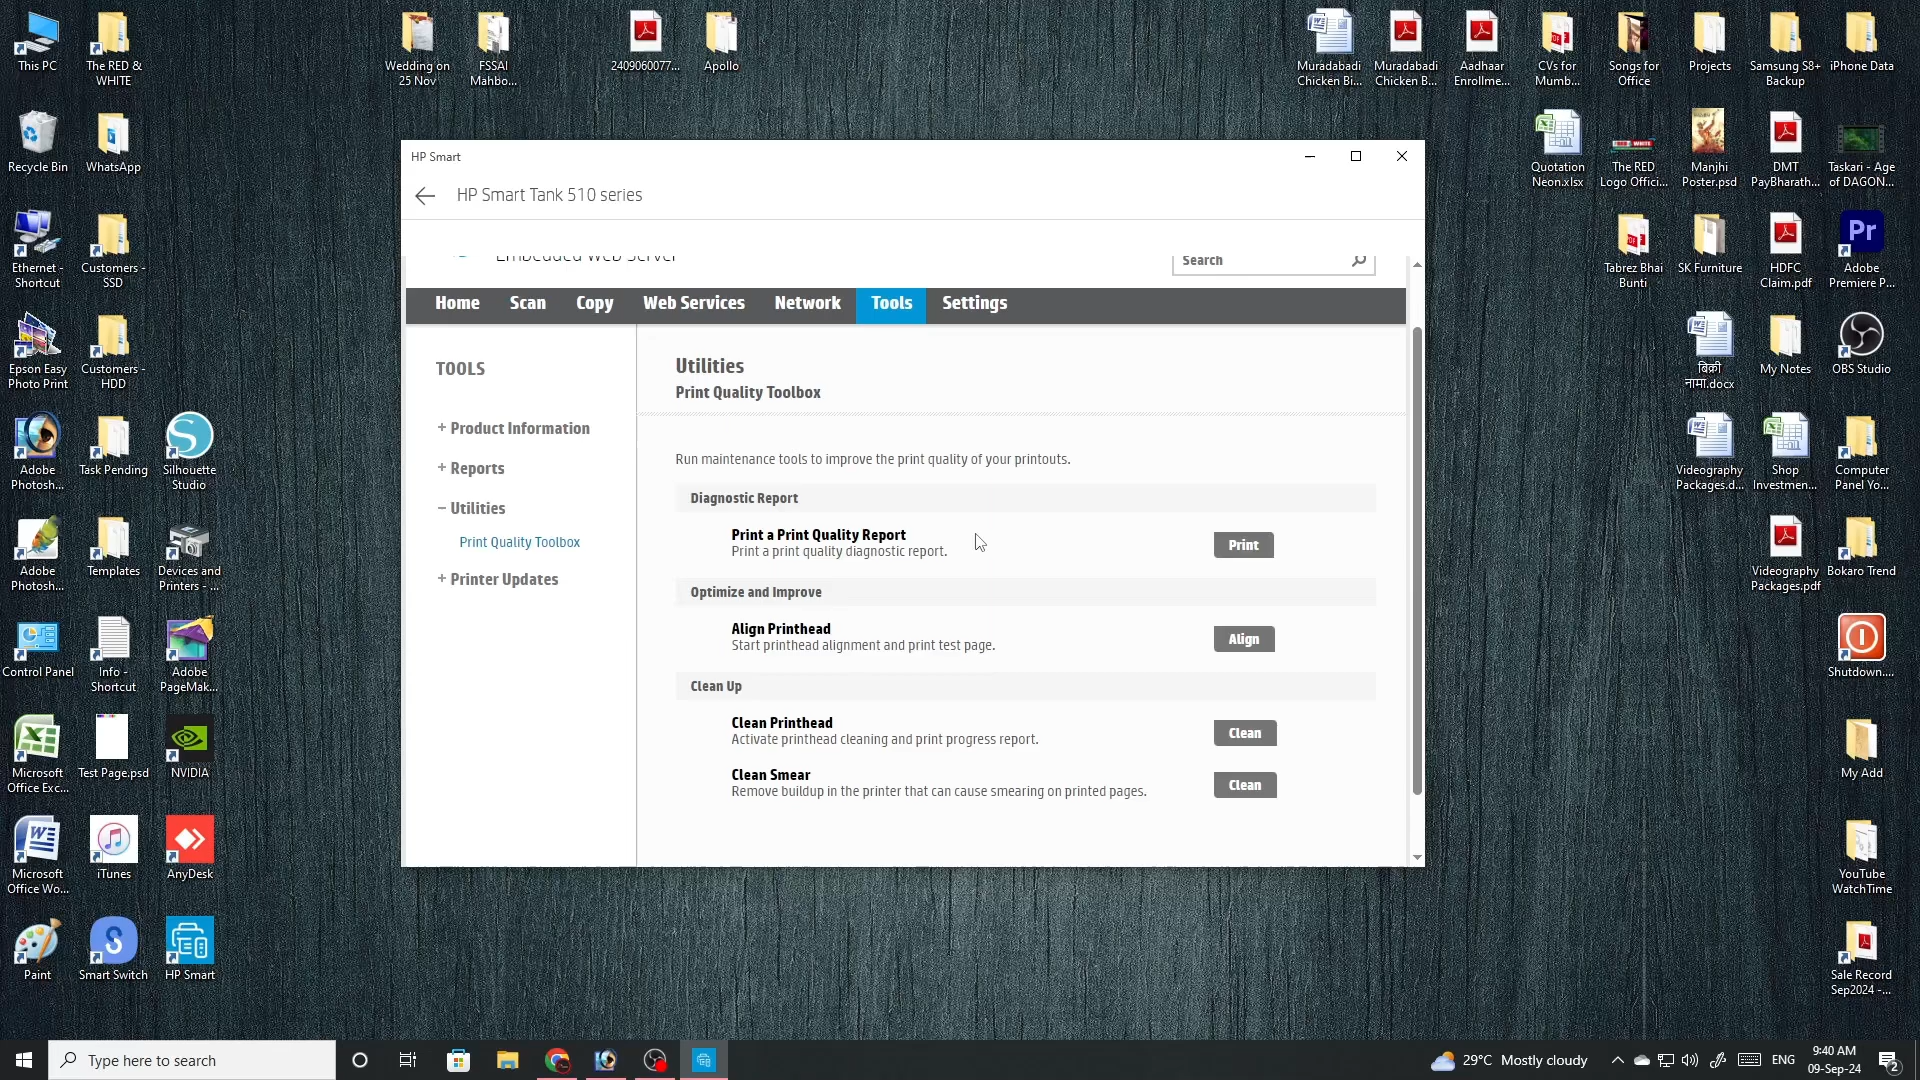 This PC
The RED &
WHITE
Wedding on
25 Nov
FSSAI
Mahbo...
2409060077...
Apollo
Muradabadi
Chicken Bi...
Muradabadi
Chicken B...
Aadhaar
Enrollme...
CVs for
Mumb...
Songs for
Office
Projects
Samsung S8+
Backup
iPhone Data
Recycle Bin
WhatsApp
Quotation
Neon.xlsx
The RED
Logo Offici...
Manjhi
Poster.psd
DMT
PayBharath...
Taskari - Age
of DAGON...
Ethernet -
Shortcut
Customers -
SSD
Tabrez Bhai
Bunti
SK Furniture
HDFC
Claim.pdf
Adobe
Premiere P...
Epson Easy
Photo Print
Customers -
HDD
बिक्री
नामा.docx
My Notes
OBS Studio
Adobe
Photosh...
Task Pending
Silhouette
Studio
Videography
Packages.d...
Shop
Investmen...
Computer
Panel Yo...
Adobe
Photosh...
Templates
Devices and
Printers - ...
Videography
Packages.pdf
Bokaro Trend
Control Panel
Info -
Shortcut
Adobe
PageMak...
Shutdown....
Microsoft
Office Exc...
Test Page.psd
NVIDIA
My Add
Microsoft
Office Wo...
iTunes
AnyDesk
YouTube
WatchTime
Paint
Smart Switch
HP Smart
Sale Record
Sep2024 -...
HP Smart
HP Smart Tank 510 series
Embedded Web Server
Search
Home Scan Copy Web Services Network Tools Settings
TOOLS
+ Product Information
+ Reports
− Utilities
Print Quality Toolbox
+ Printer Updates
Utilities
Print Quality Toolbox
Run maintenance tools to improve the print quality of your printouts.
Diagnostic Report
Print a Print Quality Report
Print a print quality diagnostic report.
Print
Optimize and Improve
Align Printhead
Start printhead alignment and print test page.
Align
Clean Up
Clean Printhead
Activate printhead cleaning and print progress report.
Clean
Clean Smear
Remove buildup in the printer that can cause smearing on printed pages.
Clean
Type here to search
29°C Mostly cloudy
ENG
9:40 AM
09-Sep-24
2